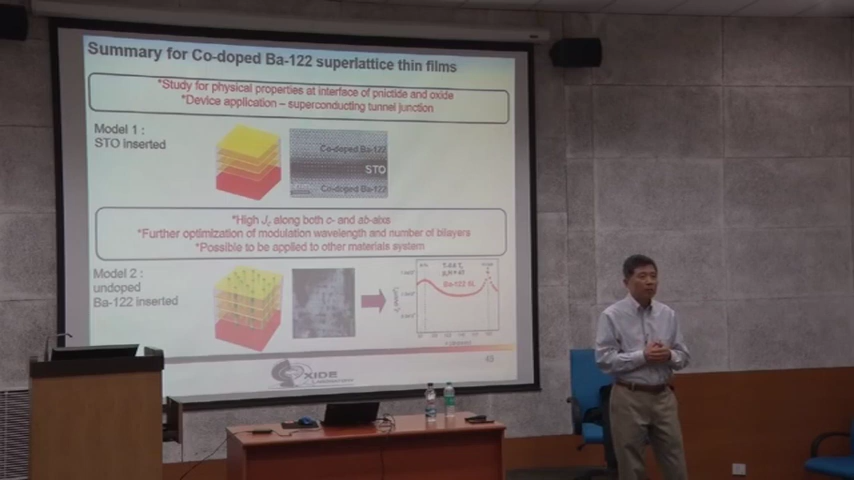 Summary for Co-doped Ba-122 superlattice thin films
*Study for physical properties at interface of pnictide and oxide
*Device application – superconducting tunnel junction
Model 1 :
STO inserted
Co-doped Ba-122
STO
Co-doped Ba-122
*High Jc along both c- and ab-aixs
*Further optimization of modulation wavelength and number of bilayers
*Possible to be applied to other materials system
Model 2 :
undoped
Ba-122 inserted
Ba-122 SL
OXIDE